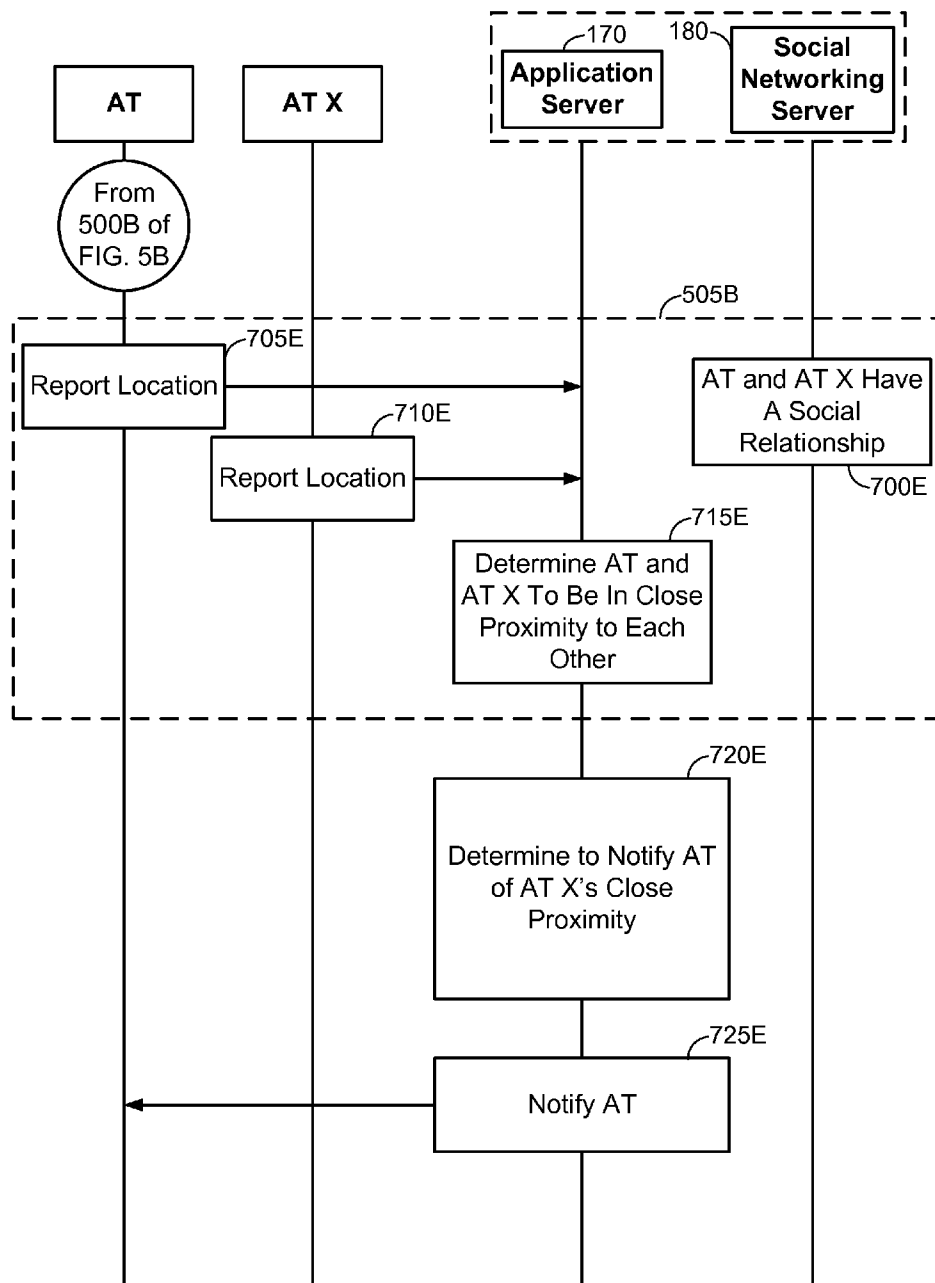 170
180
AT
AT X
Application
Server
Social
Networking
Server
From
500B of
FIG. 5B
505B
705E
Report Location
AT and AT X Have
A Social
Relationship
700E
710E
Report Location
715E
Determine AT and
AT X To Be In Close
Proximity to Each
Other
720E
Determine to Notify AT
of AT X's Close
Proximity
725E
Notify AT